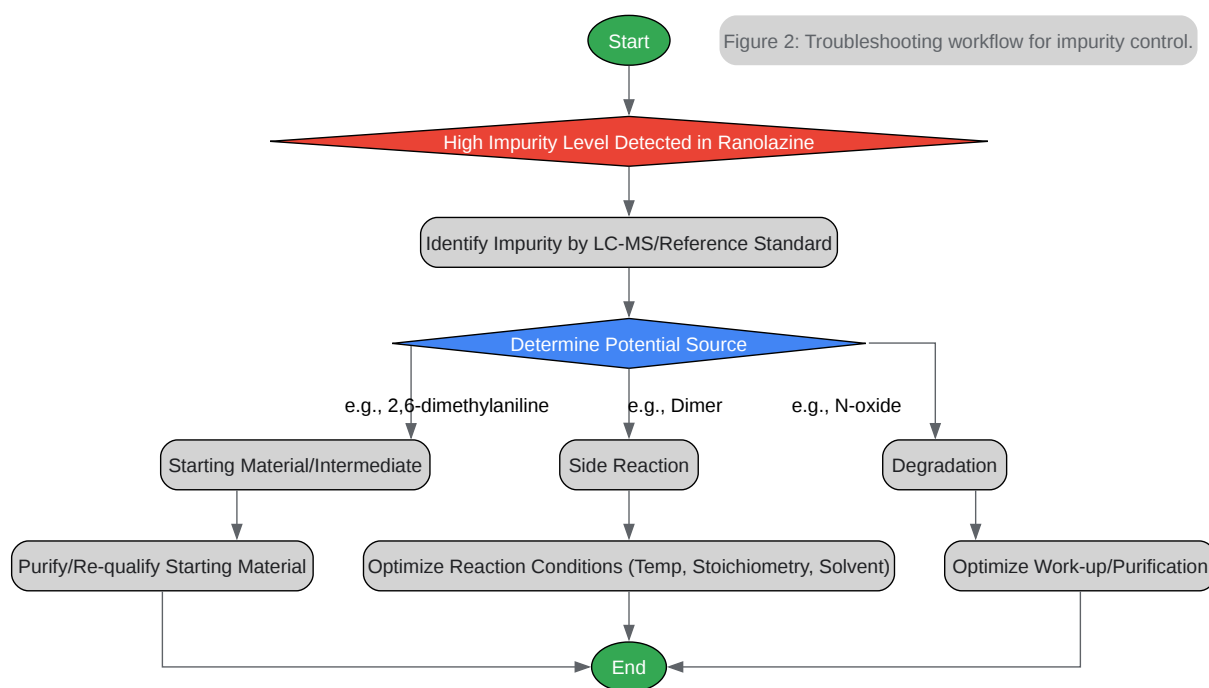 Start
Figure 2: Troubleshooting workflow for impurity control.
High Impurity Level Detected in Ranolazine
Identify Impurity by LC-MS/Reference Standard
Determine Potential Source
e.g., 2,6-dimethylaniline
e.g., Dimer
e.g., N-oxide
Starting Material/Intermediate
Side Reaction
Degradation
Purify/Re-qualify Starting Material
Optimize Reaction Conditions (Temp, Stoichiometry, Solvent)
Optimize Work-up/Purification
End